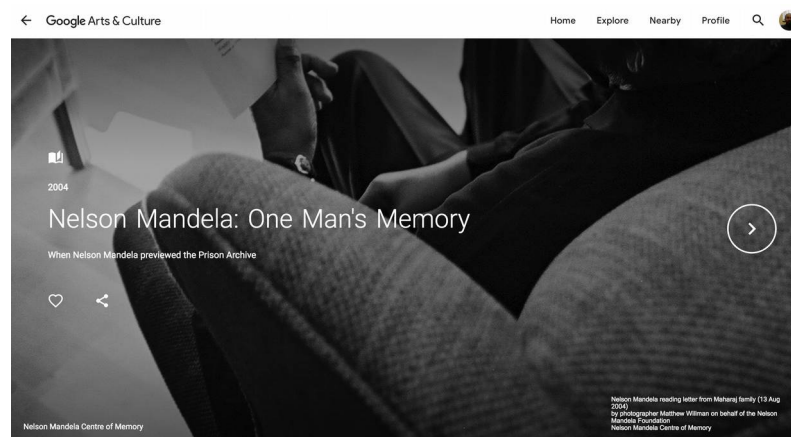 Google Arts & Culture
Home Explore Nearby Profile
2004
Nelson Mandela: One Man's Memory
When Nelson Mandela previewed the Prison Archive
Nelson Mandela Centre of Memory
Nelson Mandela reading letter from Maharaj family (13 Aug
2004)
by photographer Matthew Willman on behalf of the Nelson
Mandela Foundation
Nelson Mandela Centre of Memory